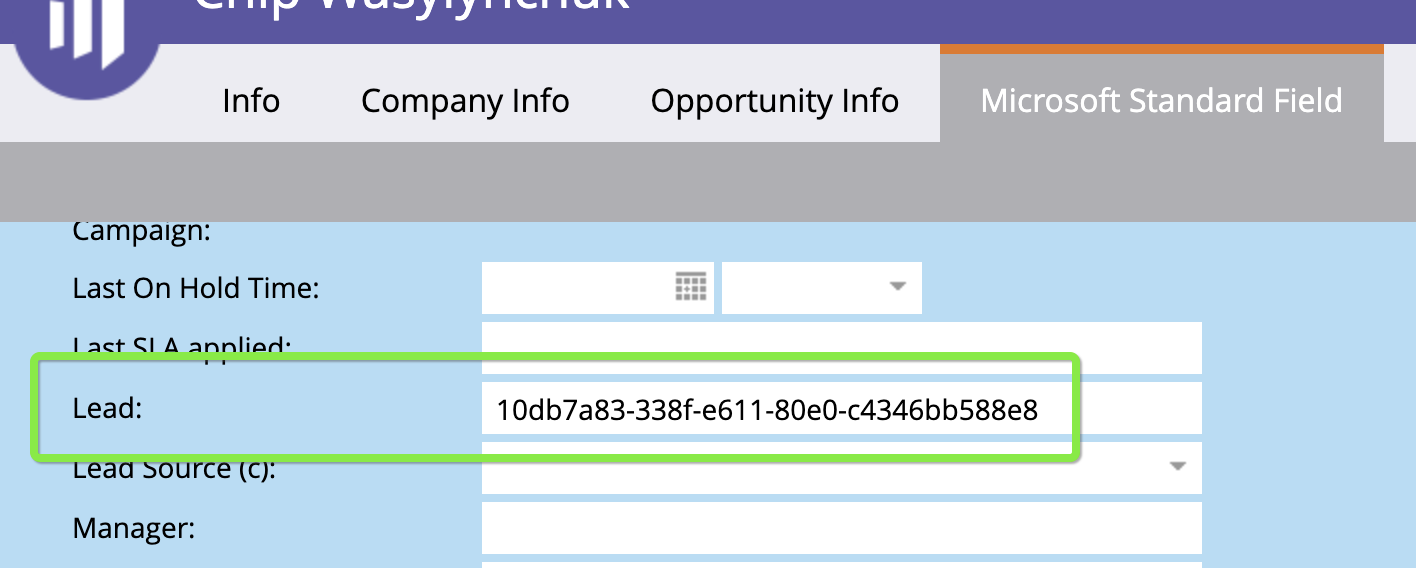 Chip Wasylynchuk
Info Company Info Opportunity Info Microsoft Standard Field
Campaign:
Last On Hold Time:
Last SLA applied:
Lead: 10db7a83-338f-e611-80e0-c4346bb588e8
Lead Source (c):
Manager: